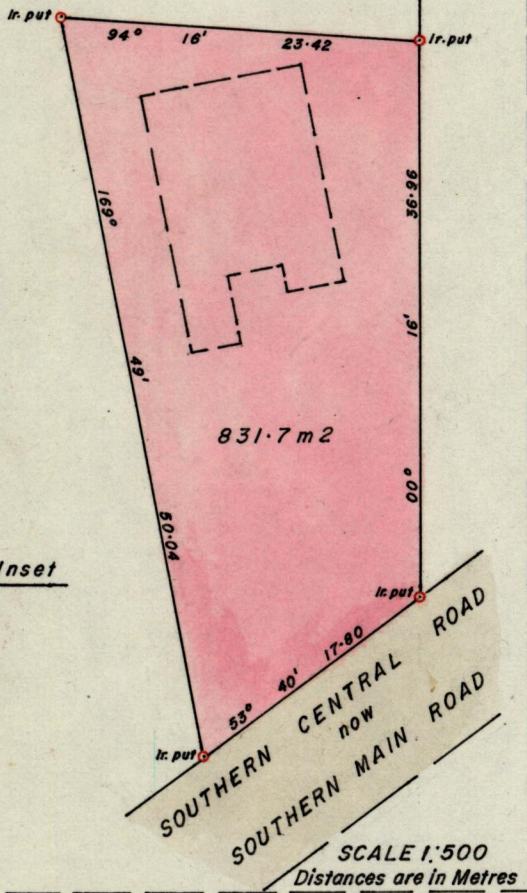 Ir. put
94° 16' 23·42
Ir. put
169° 49' 50·04
36·96
16'
00°
831·7 m2
Inset
Ir. put
53° 40' 17·80
Ir. put
SOUTHERN CENTRAL ROAD
now
SOUTHERN MAIN ROAD
SCALE 1:500
Distances are in Metres